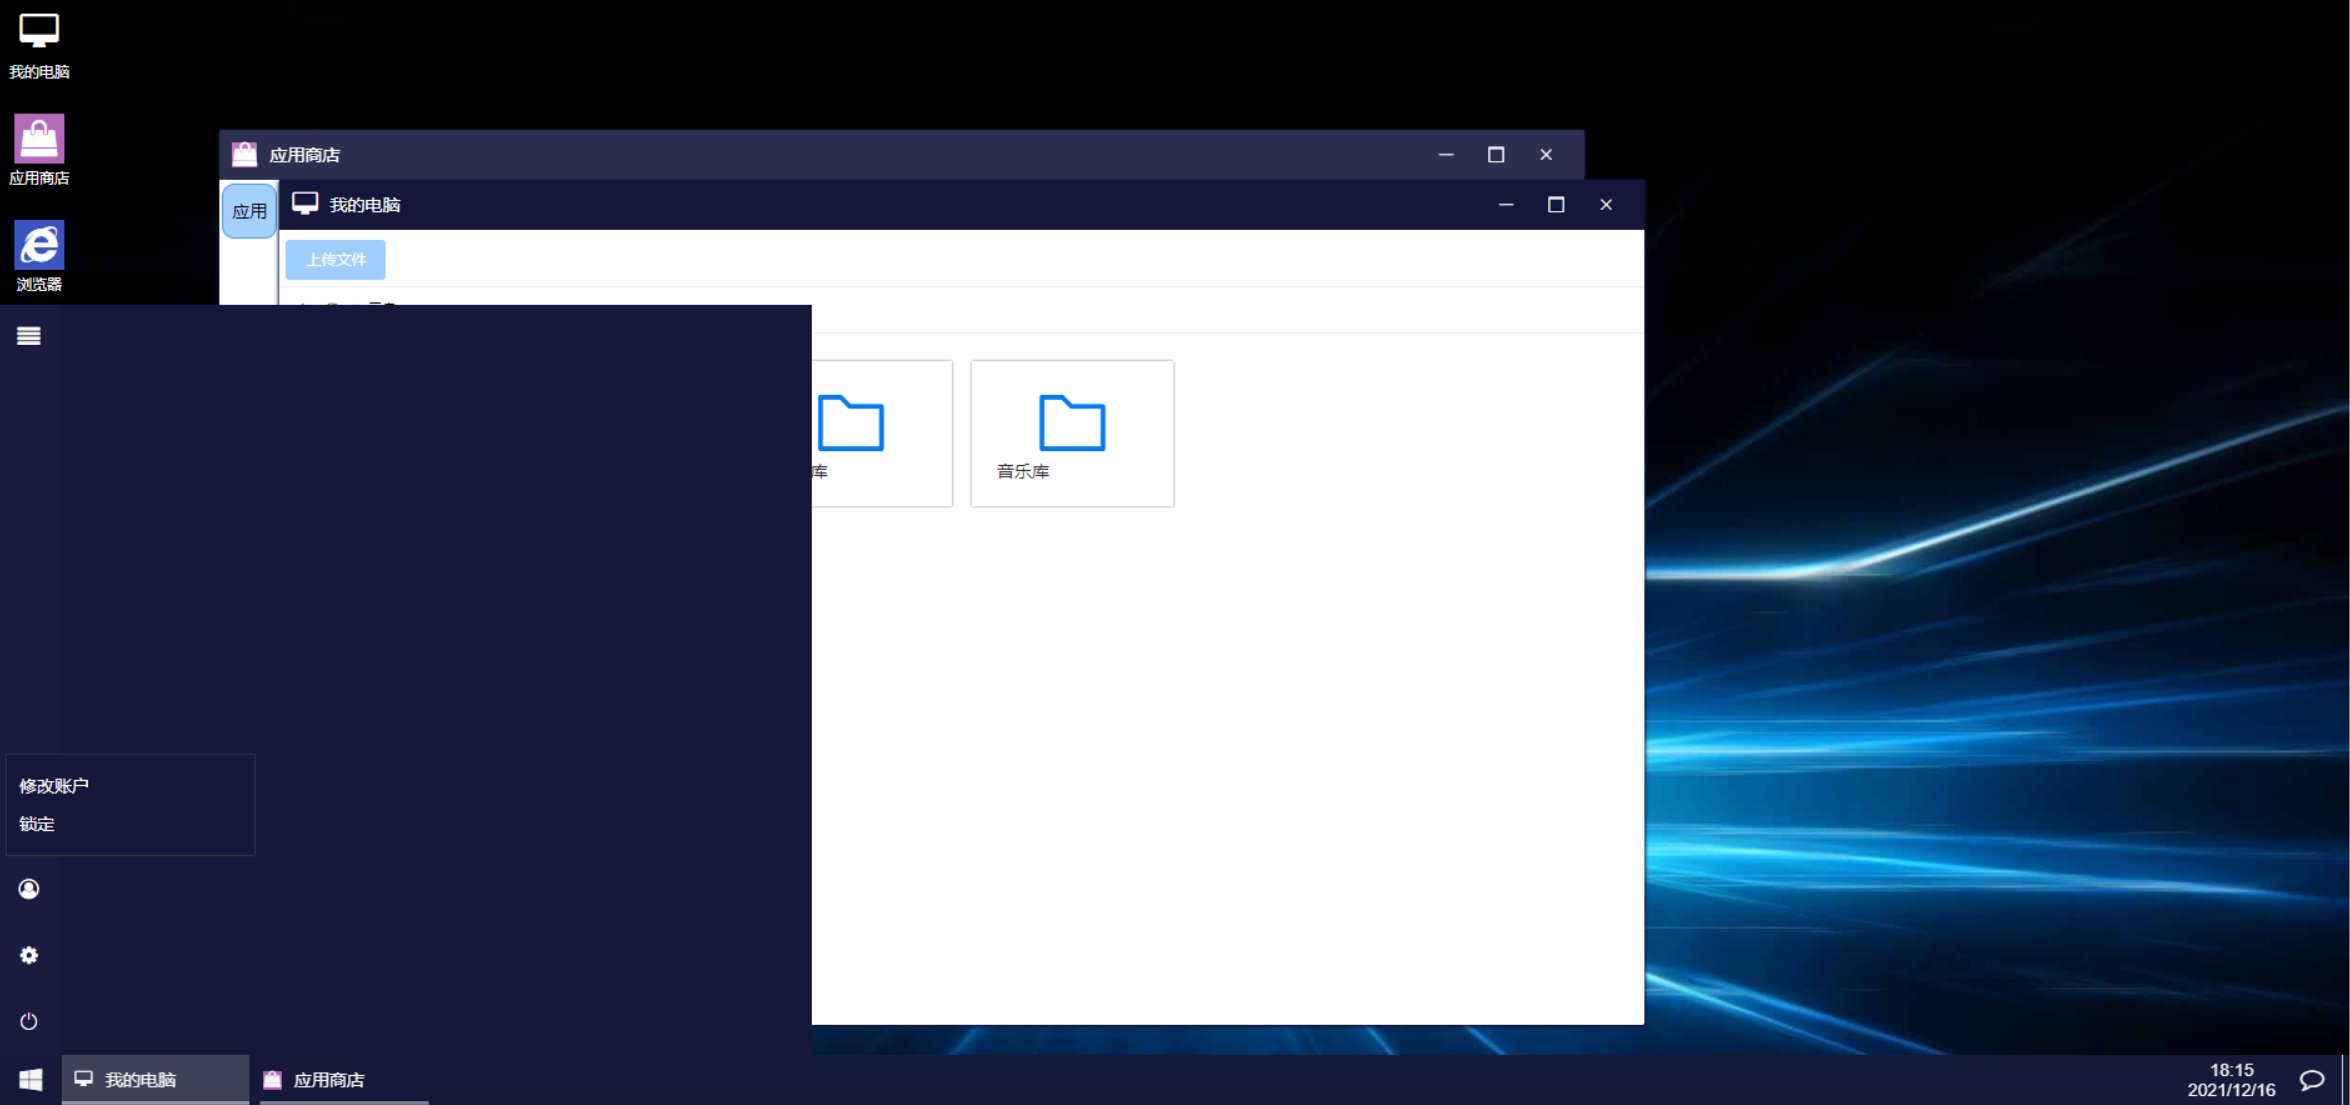 我的电脑
应用商店
浏览器
应用商店
应用
我的电脑
上传文件
库
音乐库
修改账户
锁定
我的电脑
应用商店
18:15
2021/12/16